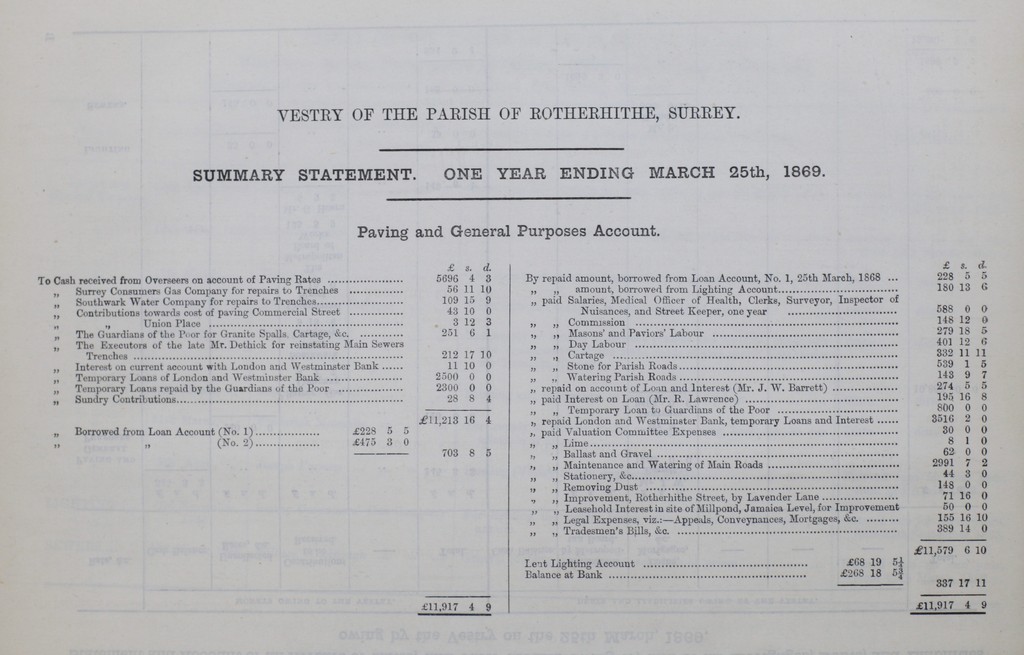 VESTRY OF THE PARISH OF ROTHERHITHE, SURREY.
SUMMARY STATEMENT. ONE YEAR ENDING MARCH 25th, 1869.
Paving and General Purposes Account.
£ s. d.
To Cash received from Overseers on account of Paving Rates 5696 4 3
„ Surrey Consumers Gas Company for repairs to Trenches 56 11 10
„ Southwark Water Company for repairs to Trenches 109 15 9
„ Contributions towards cost of paving Commercial Street 43 10 0
„ „ Union Place 3 12 3
„ The Guardians of the Poor for Granite Spalls, Cartage, &c. 251 6 1
„ The Executors of the late Mr. Dethick for reinstating Main Sewers
Trenches 212 17 10
„ Interest on current account with London and Westminster Bank 11 10 0
„ Temporary Loans of London and Westminster Bank 2500 0 0
„ Temporary Loans repaid by the Guardians of the Poor 2300 0 0
„ Sundry Contributions 28 8 4
£11,213 16 4
„ Borrowed from Loan Account (No. 1) £228 5 5
„ „ (No. 2) £475 3 0
703 8 5
£11,917 4 9
£ s. d.
By repaid amount, borrowed from Loan Account, No. 1, 25th March, 1868 ... 228 5 5
„ „ amount, borrowed from Lighting Account 180 13 6
„ paid Salaries, Medical Officer of Health, Clerks, Surveyor, Inspector of
Nuisances, and Street Keeper, one year 588 0 0
„ „ Commission 148 12 0
„ „ Masons' and Paviors' Labour 279 18 5
„ „ Day Labour 401 12 6
„ „ Cartage 332 11 11
„ „ Stone for Parish Roads 539 1 5
„ „ Watering Parish Roads 143 9 7
„ repaid on account of Loan and Interest (Mr. J. W. Barrett) 274 5 5
„ paid Interest on Loan (Mr. R. Lawrence) 195 16 8
„ „ Temporary Loan to Guardians of the Poor 800 0 0
„ repaid London and Westminster Bank, temporary Loans and Interest 3516 2 0
„ paid Valuation Committee Expenses 30 0 0
„ „ Lime 8 1 0
„ „ Ballast and Gravel 62 0 0
„ „ Maintenance and Watering of Main Roads 2991 7 2
„ „ Stationery, &c. 44 3 0
„ „ Removing Dust 148 0 0
„ „ Improvement, Rotherhithe Street, by Lavender Lane 71 16 0
„ „ Leasehold Interest in site of Millpond, Jamaica Level, for Improvement 50 0 0
„ „ Legal Expenses, viz.:—Appeals, Conveyances, Mortgages, &c. 155 16 10
„ „ Tradesmen's Bills, &c. 389 14 0
£11,579 6 10
Lent Lighting Account £68 19 5¼
Balance at Bank £268 18 5¾
337 17 11
£11,917 4 9